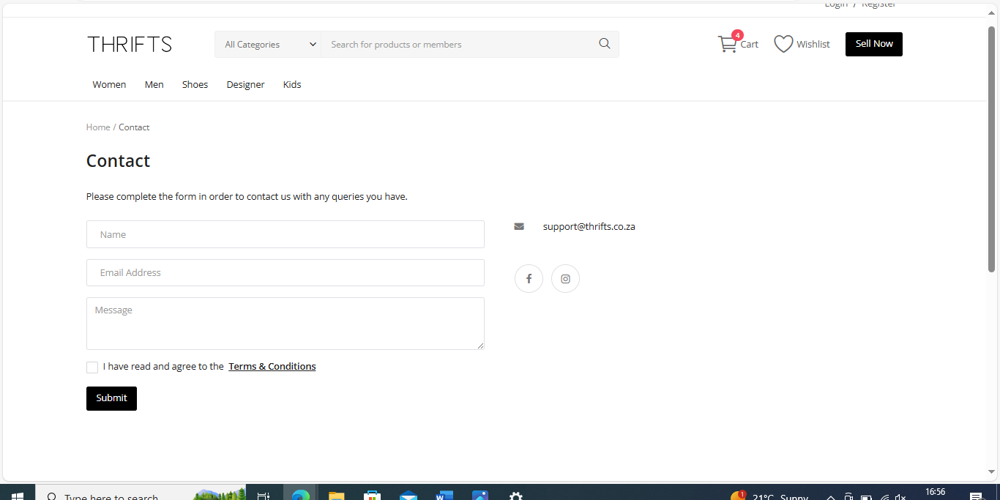 Login / Register
THRIFTS
All Categories
Search for products or members
4
Cart
Wishlist
Sell Now
Women Men Shoes Designer Kids
Home / Contact
Contact
Please complete the form in order to contact us with any queries you have.
Name
support@thrifts.co.za
Email Address
Message
I have read and agree to the Terms & Conditions
Submit
Type here to search
W
1
21°C Sunny
16:56